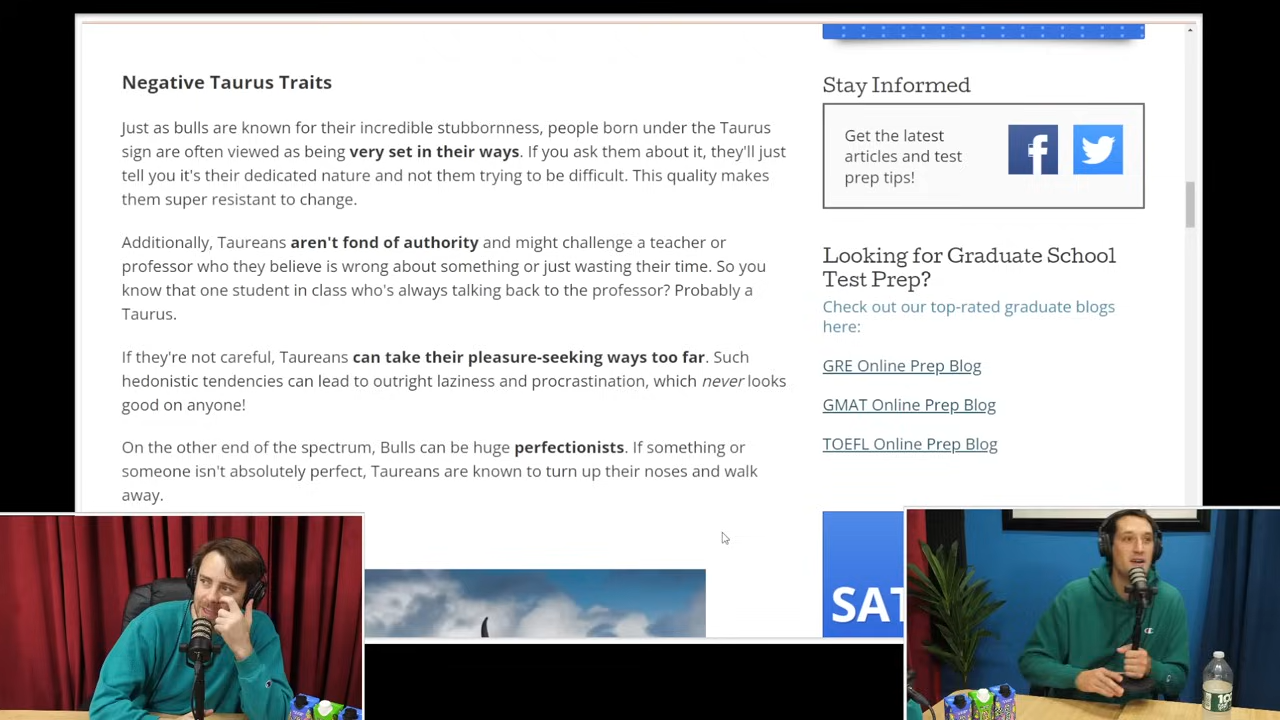 Negative Taurus Traits
Just as bulls are known for their incredible stubbornness, people born under the Taurus
sign are often viewed as being very set in their ways. If you ask them about it, they'll just
tell you it's their dedicated nature and not them trying to be difficult. This quality makes
them super resistant to change.
Additionally, Taureans aren't fond of authority and might challenge a teacher or
professor who they believe is wrong about something or just wasting their time. So you
know that one student in class who's always talking back to the professor? Probably a
Taurus.
If they're not careful, Taureans can take their pleasure-seeking ways too far. Such
hedonistic tendencies can lead to outright laziness and procrastination, which never looks
good on anyone!
On the other end of the spectrum, Bulls can be huge perfectionists. If something or
someone isn't absolutely perfect, Taureans are known to turn up their noses and walk
away.
Stay Informed
Get the latest
articles and test
prep tips!
Looking for Graduate School
Test Prep?
Check out our top-rated graduate blogs
here:
GRE Online Prep Blog
GMAT Online Prep Blog
TOEFL Online Prep Blog
SAT